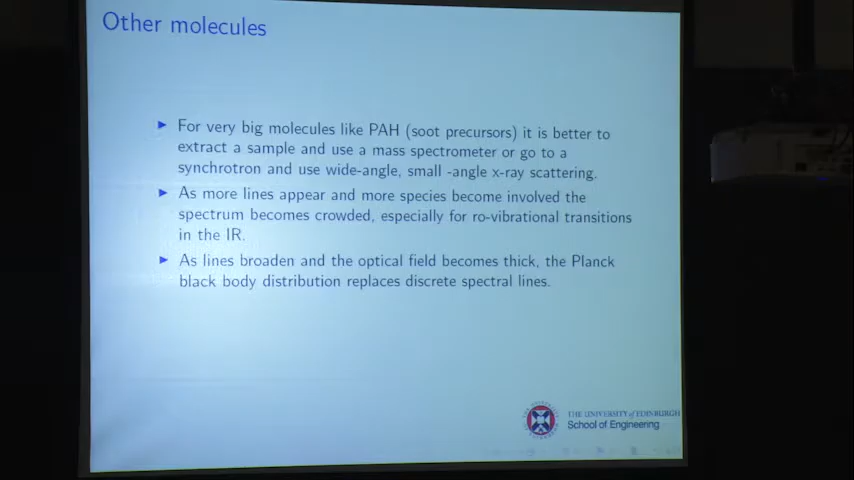 Other molecules
For very big molecules like PAH (soot precursors) it is better to
extract a sample and use a mass spectrometer or go to a
synchrotron and use wide-angle, small -angle x-ray scattering.
As more lines appear and more species become involved the
spectrum becomes crowded, especially for ro-vibrational transitions
in the IR.
As lines broaden and the optical field becomes thick, the Planck
black body distribution replaces discrete spectral lines.
THE UNIVERSITY of EDINBURGH
School of Engineering